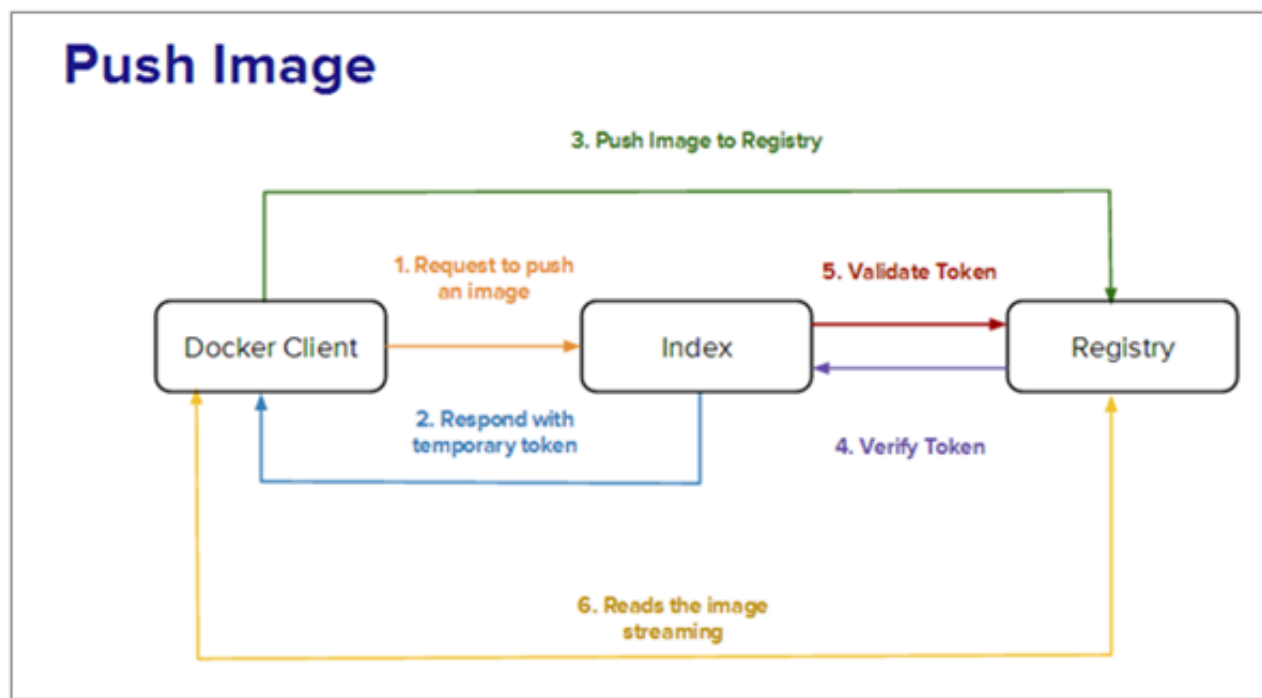 Push Image
3. Push Image to Registry
1. Request to push
an image
5. Validate Token
Docker Client
Index
Registry
2. Respond with
temporary token
4. Verify Token
6. Reads the image
streaming